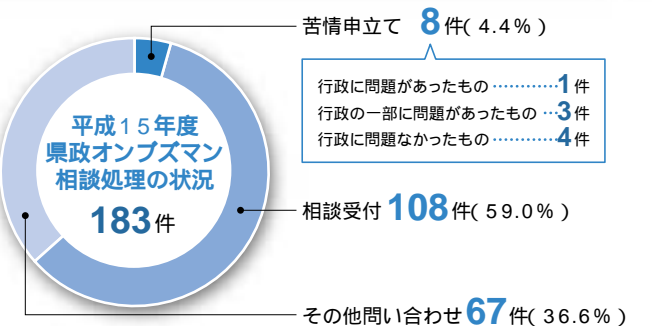 苦情申立て 8件(4.4%)
行政に問題があったもの…………1件
行政の一部に問題があったもの…3件
行政に問題なかったもの…………4件
平成15年度
県政オンブズマン
相談処理の状況
183件
相談受付 108件(59.0%)
その他問い合わせ 67件(36.6%)